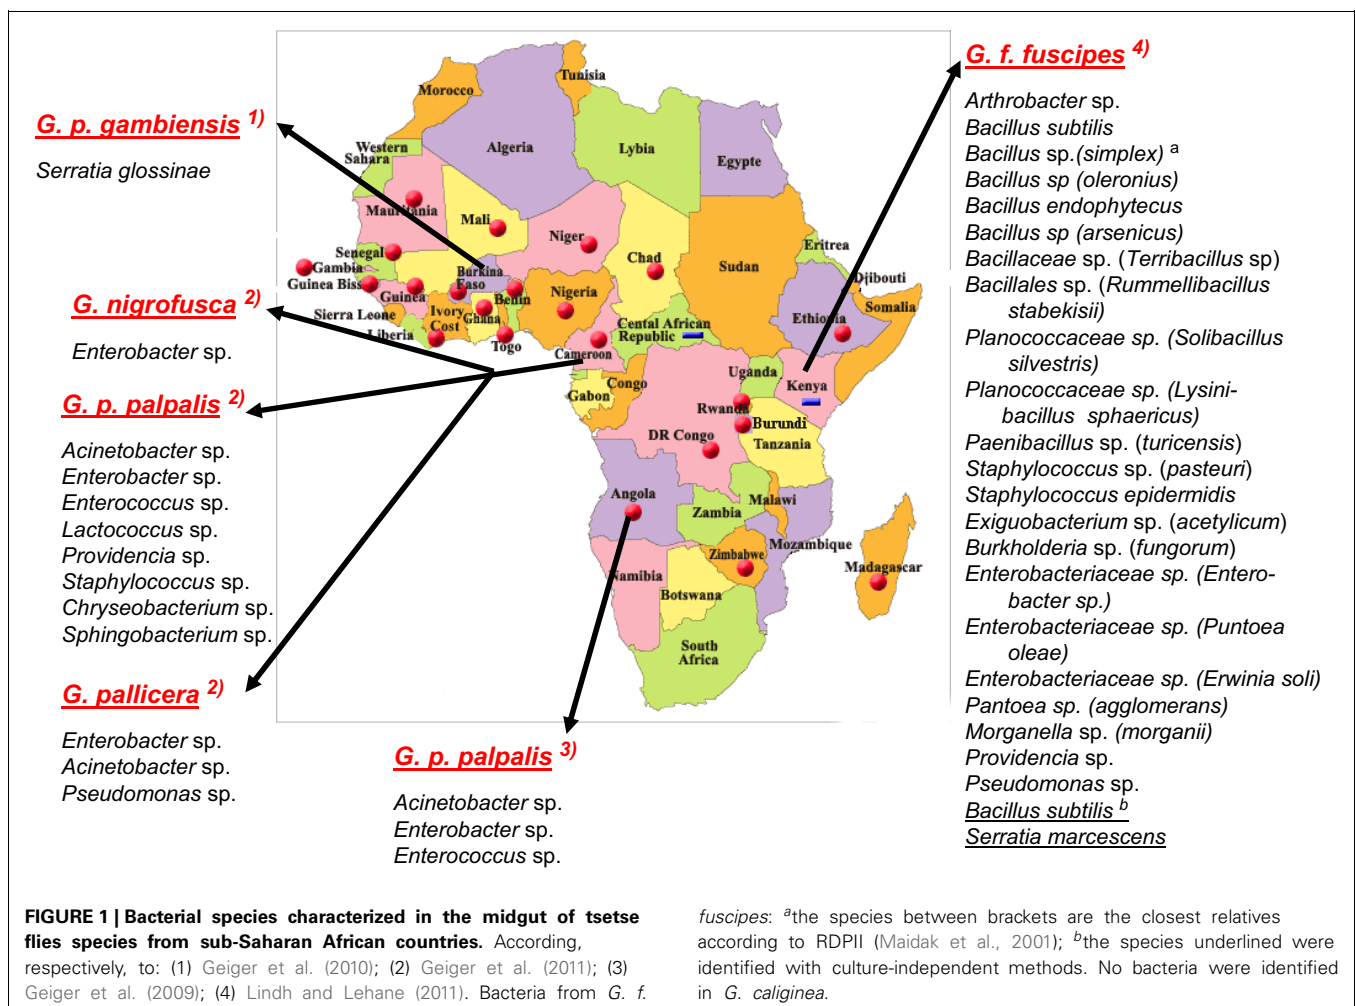 G. p. gambiensis 1)
Serratia glossinae
G. nigrofusca 2)
Enterobacter sp.
G. p. palpalis 2)
Acinetobacter sp.
Enterobacter sp.
Enterococcus sp.
Lactococcus sp.
Providencia sp.
Staphylococcus sp.
Chryseobacterium sp.
Sphingobacterium sp.
G. pallicera 2)
Enterobacter sp.
Acinetobacter sp.
Pseudomonas sp.
Tunisia
Morocco
Algeria
Western
Sahara
Lybia
Egypte
Mauritania
Mali
Niger
Chad
Sudan
Eritrea
Senegal
Gambia
Guinea Biss
Guinea
Burkina
Faso
Benin
Nigeria
Djibouti
Somalia
Ethiopia
Sierra Leone
Liberia
Ivory
Cost
Ghana
Togo
Cental African
Republic
Cameroon
Uganda
Kenya
Gabon
Congo
Rwanda
Burundi
DR Congo
Tanzania
Angola
Zambia
Malawi
Mozambique
Zimbabwe
Madagascar
Namibia
Botswana
South
Africa
G. p. palpalis 3)
Acinetobacter sp.
Enterobacter sp.
Enterococcus sp.
G. f. fuscipes 4)
Arthrobacter sp.
Bacillus subtilis
Bacillus sp.(simplex) a
Bacillus sp (oleronius)
Bacillus endophytecus
Bacillus sp (arsenicus)
Bacillaceae sp. (Terribacillus sp)
Bacillales sp. (Rummellibacillus
stabekisii)
Planococcaceae sp. (Solibacillus
silvestris)
Planococcaceae sp. (Lysini-
bacillus sphaericus)
Paenibacillus sp. (turicensis)
Staphylococcus sp. (pasteuri)
Staphylococcus epidermidis
Exiguobacterium sp. (acetylicum)
Burkholderia sp. (fungorum)
Enterobacteriaceae sp. (Entero-
bacter sp.)
Enterobacteriaceae sp. (Puntoea
oleae)
Enterobacteriaceae sp. (Erwinia soli)
Pantoea sp. (agglomerans)
Morganella sp. (morganii)
Providencia sp.
Pseudomonas sp.
Bacillus subtilis b
Serratia marcescens
FIGURE 1 | Bacterial species characterized in the midgut of tsetse
flies species from sub-Saharan African countries. According,
respectively, to: (1) Geiger et al. (2010); (2) Geiger et al. (2011); (3)
Geiger et al. (2009); (4) Lindh and Lehane (2011). Bacteria from G. f.
fuscipes: athe species between brackets are the closest relatives
according to RDPII (Maidak et al., 2001); bthe species underlined were
identified with culture-independent methods. No bacteria were identified
in G. caliginea.